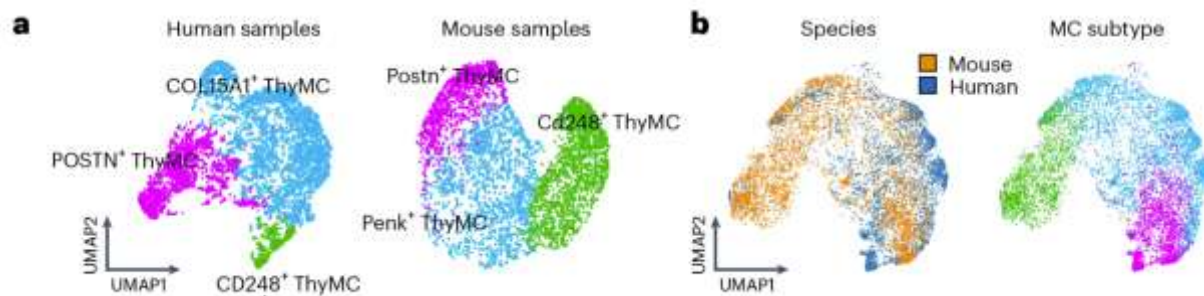 a
Human samples
Mouse samples
COL15A1⁺ ThyMC
POSTN⁺ ThyMC
CD248⁺ ThyMC
UMAP2
UMAP1
Postn⁺ ThyMC
Cd248⁺ ThyMC
Penk⁺ ThyMC
b
Species
MC subtype
Mouse
Human
UMAP2
UMAP1